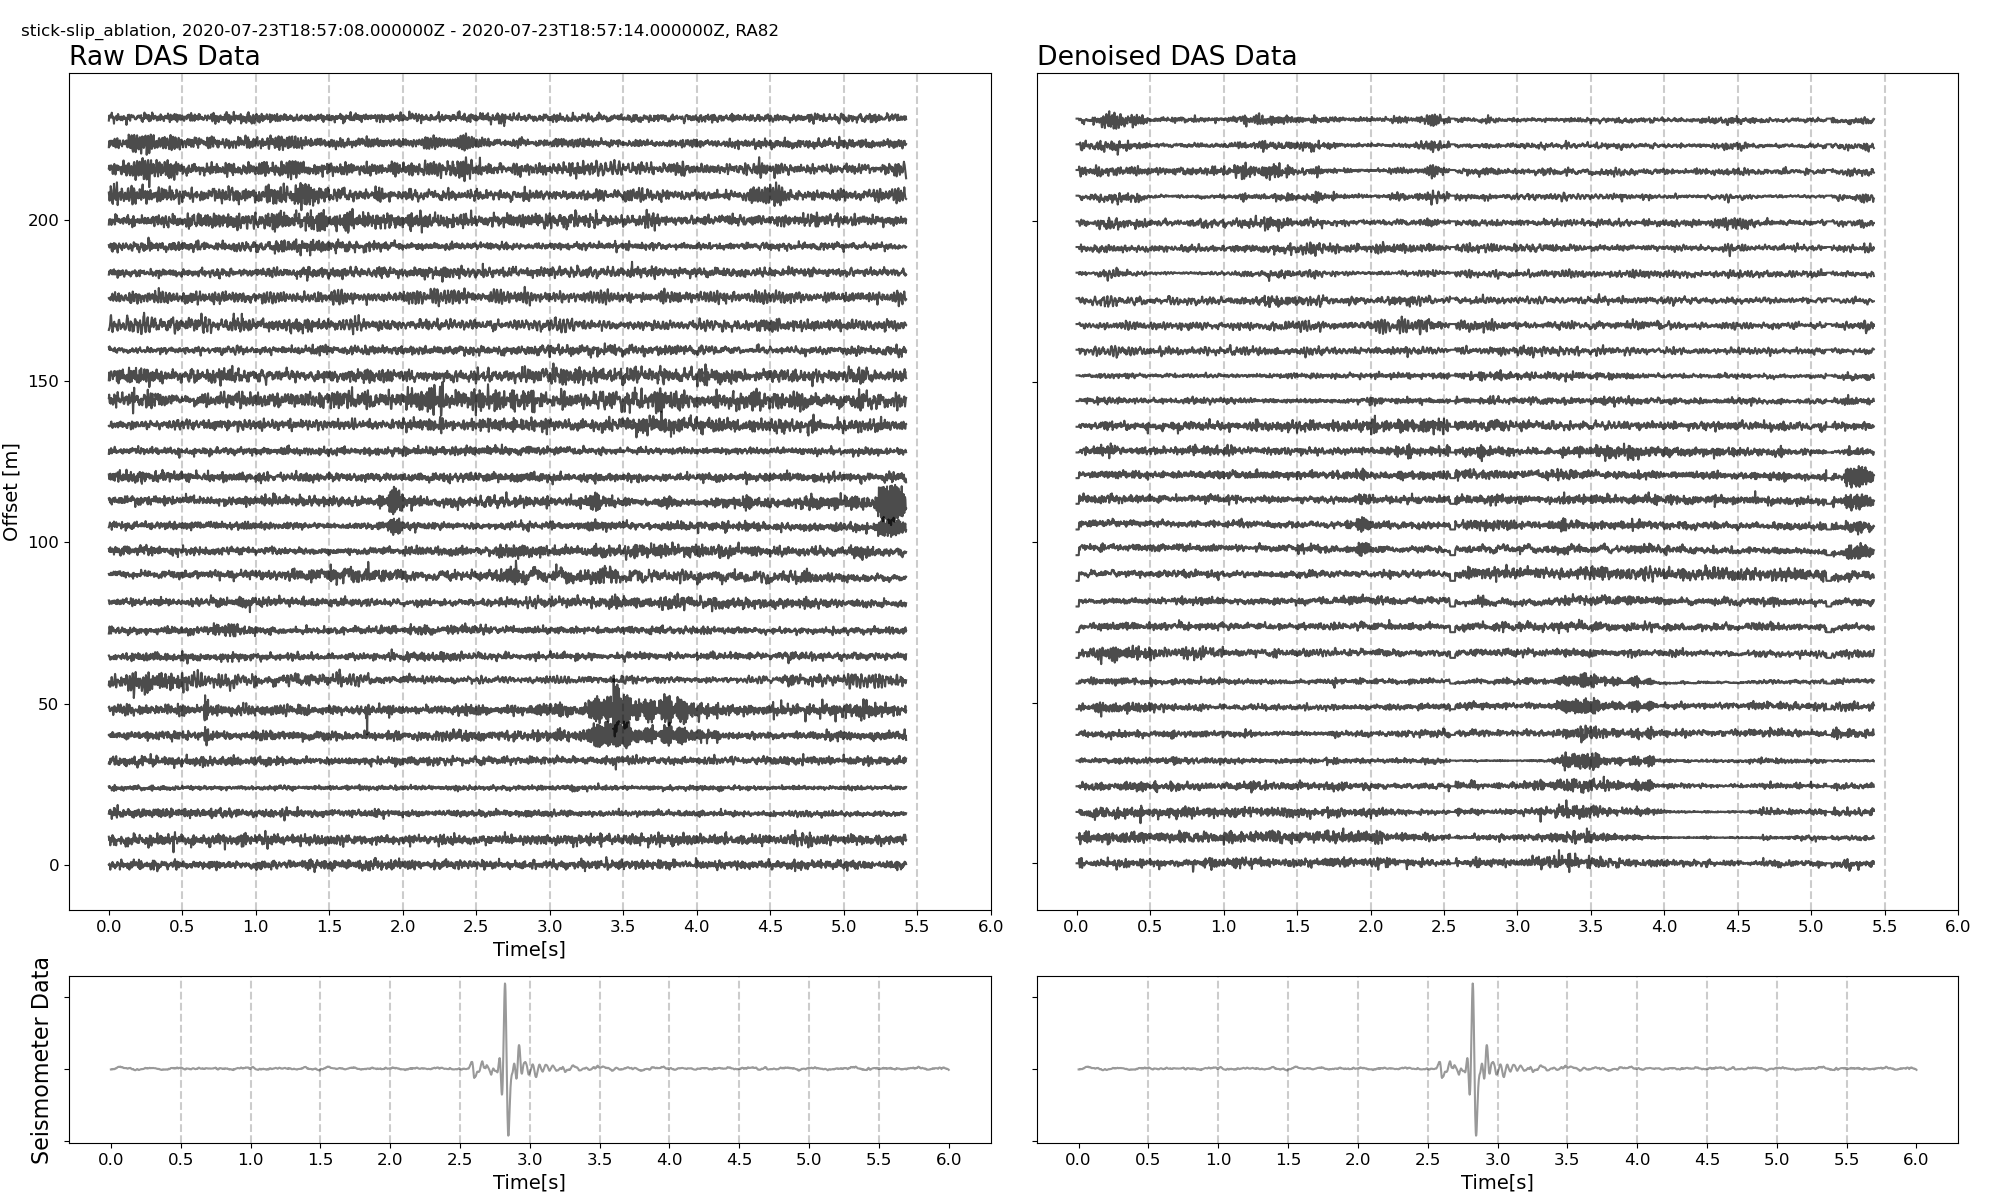 stick-slip_ablation, 2020-07-23T18:57:08.000000Z - 2020-07-23T18:57:14.000000Z, RA82
Raw DAS Data
Denoised DAS Data
Offset [m]
200
150
100
50
0
0.0 0.5 1.0 1.5 2.0 2.5 3.0 3.5 4.0 4.5 5.0 5.5 6.0
Time[s]
0.0 0.5 1.0 1.5 2.0 2.5 3.0 3.5 4.0 4.5 5.0 5.5 6.0
Seismometer Data
0.0 0.5 1.0 1.5 2.0 2.5 3.0 3.5 4.0 4.5 5.0 5.5 6.0
Time[s]
0.0 0.5 1.0 1.5 2.0 2.5 3.0 3.5 4.0 4.5 5.0 5.5 6.0
Time[s]